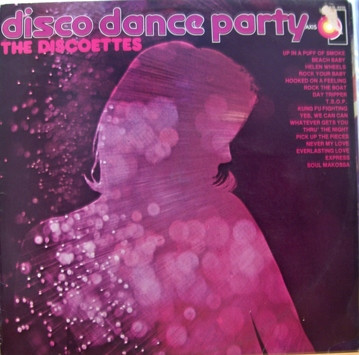 disco dance party
THE DISCOETTES
UP IN A PUFF OF SMOKE
BEACH BABY
HELEN WHEELS
ROCK YOUR BABY
HOOKED ON A FEELING
ROCK THE BOAT
DAY TRIPPER
T.S.O.P.
KUNG FU FIGHTING
YES, WE CAN CAN
WHATEVER GETS YOU
THRU' THE NIGHT
PICK UP THE PIECES
NEVER MY LOVE
EVERLASTING LOVE
EXPRESS
SOUL MAKOSSA